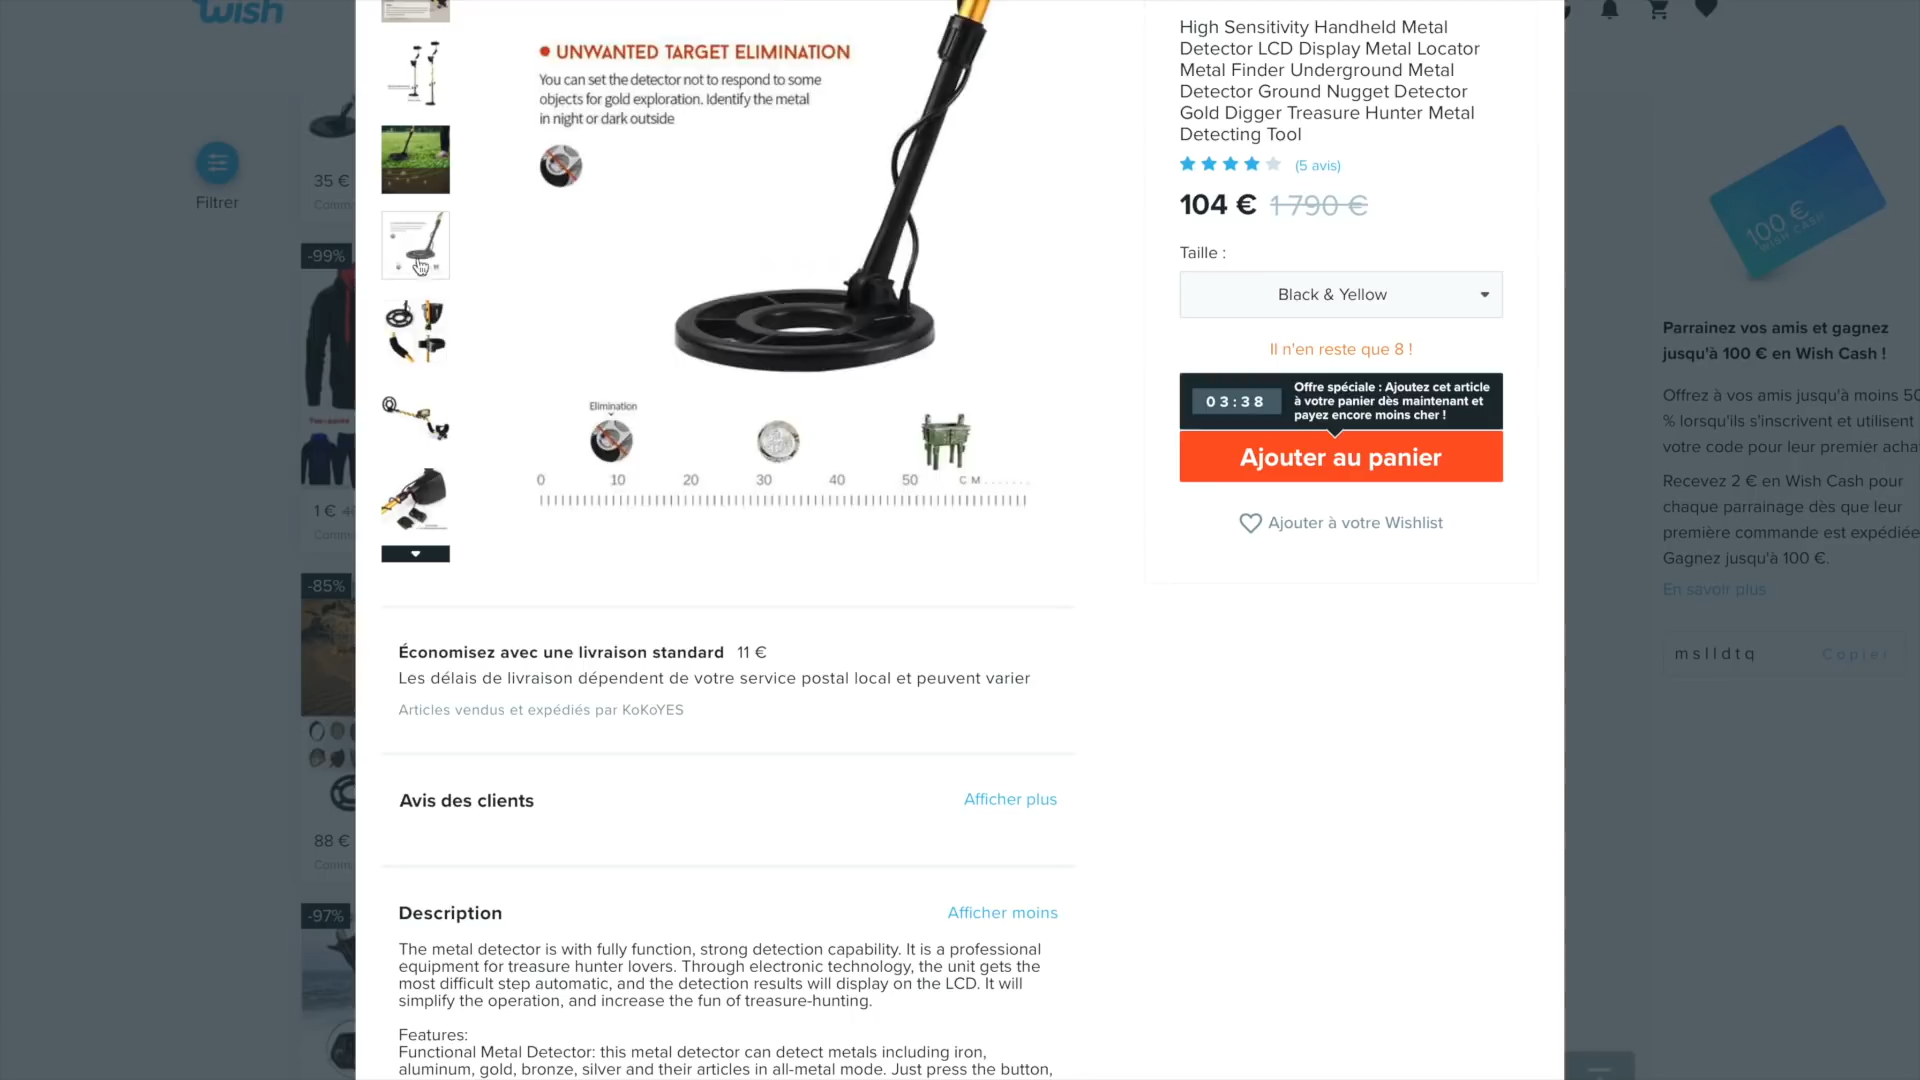 wish
Filtrer
35 €
-99%
1 €
-85%
88 €
-97%
UNWANTED TARGET ELIMINATION
You can set the detector not to respond to some
objects for gold exploration. Identify the metal
in night or dark outside
Elimination
0 10 20 30 40 50 CM
High Sensitivity Handheld Metal
Detector LCD Display Metal Locator
Metal Finder Underground Metal
Detector Ground Nugget Detector
Gold Digger Treasure Hunter Metal
Detecting Tool
(5 avis)
104 € 1 790 €
Taille :
Black & Yellow
Il n'en reste que 8 !
03:38
Offre spéciale : Ajoutez cet article
à votre panier dès maintenant et
payez encore moins cher !
Ajouter au panier
Ajouter à votre Wishlist
Économisez avec une livraison standard 11 €
Les délais de livraison dépendent de votre service postal local et peuvent varier
Articles vendus et expédiés par KoKoYES
Avis des clients
Afficher plus
Description
Afficher moins
The metal detector is with fully function, strong detection capability. It is a professional
equipment for treasure hunter lovers. Through electronic technology, the unit gets the
most difficult step automatic, and the detection results will display on the LCD. It will
simplify the operation, and increase the fun of treasure-hunting.
Features:
Functional Metal Detector: this metal detector can detect metals including iron,
aluminum, gold, bronze, silver and their articles in all-metal mode. Just press the button,
100 €
WISH CASH
Parrainez vos amis et gagnez
jusqu'à 100 € en Wish Cash !
Offrez à vos amis jusqu'à moins 50
% lorsqu'ils s'inscrivent et utilisent
votre code pour leur premier acha
Recevez 2 € en Wish Cash pour
chaque parrainage dès que leur
première commande est expédiée
Gagnez jusqu'à 100 €.
En savoir plus
mslldtq
Copier